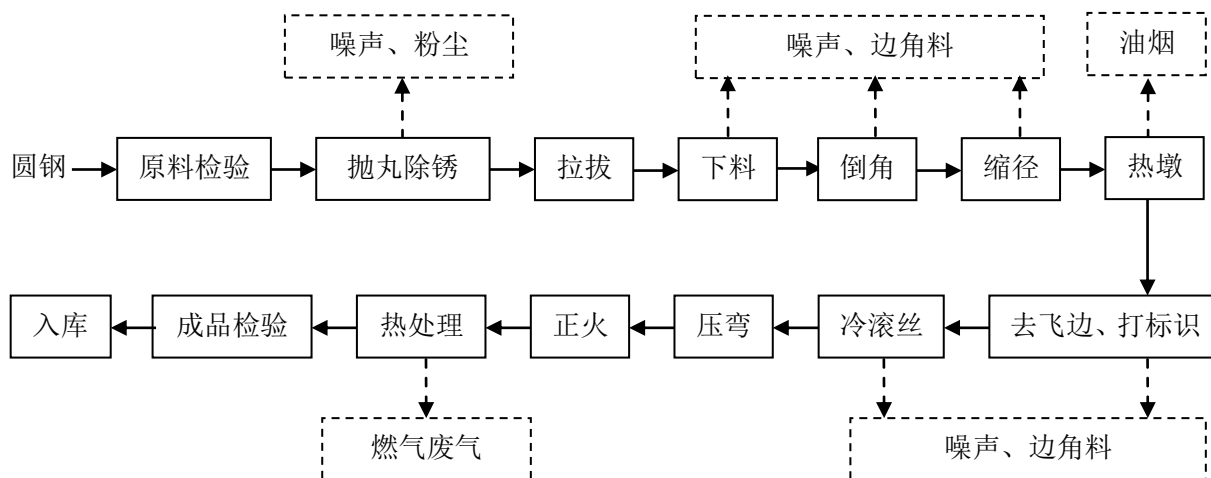 噪声、粉尘
噪声、边角料
油烟
圆钢
原料检验
抛丸除锈
拉拔
下料
倒角
缩径
热墩
入库
成品检验
热处理
正火
压弯
冷滚丝
去飞边、打标识
燃气废气
噪声、边角料